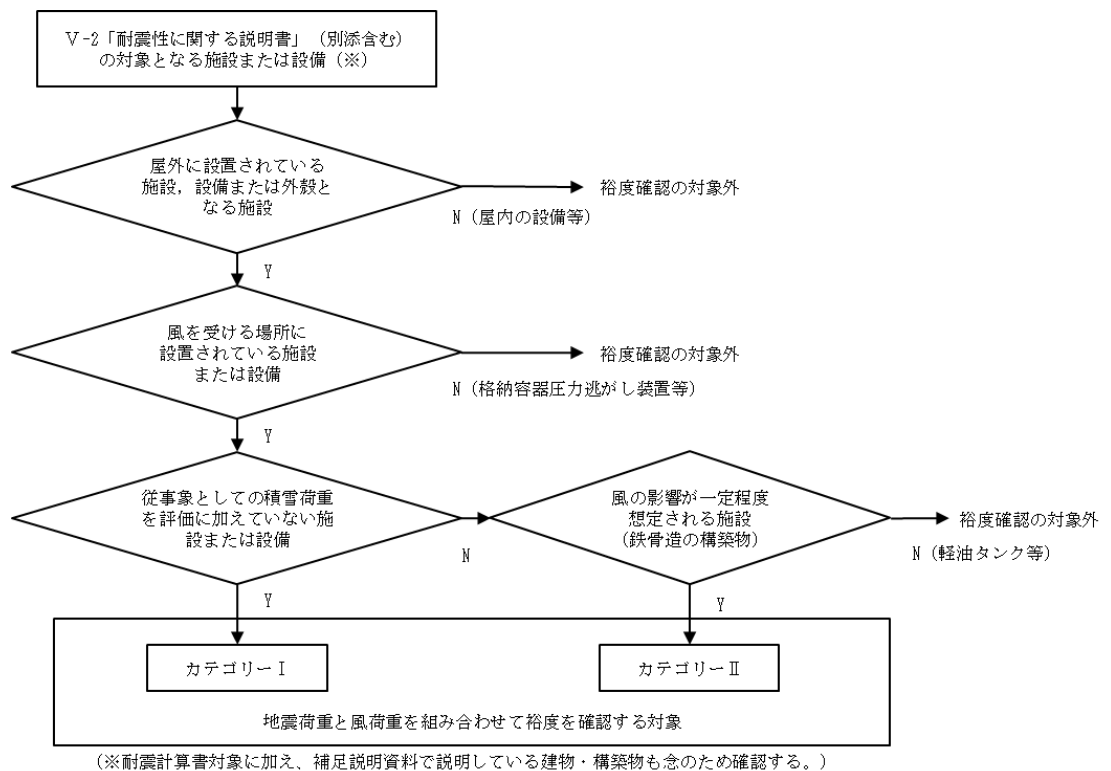 Ⅴ-2「耐震性に関する説明書」（別添含む）
の対象となる施設または設備（※）
屋外に設置されている
施設，設備または外殻と
なる施設
裕度確認の対象外
N（屋内の設備等）
Y
風を受ける場所に
設置されている施設
または設備
裕度確認の対象外
N（格納容器圧力逃がし装置等）
Y
従事象としての積雪荷重
を評価に加えていない施
設または設備
N
風の影響が一定程度
想定される施設
（鉄骨造の構築物）
裕度確認の対象外
N（軽油タンク等）
Y
Y
カテゴリーⅠ
カテゴリーⅡ
地震荷重と風荷重を組み合わせて裕度を確認する対象
（※耐震計算書対象に加え、補足説明資料で説明している建物・構築物も念のため確認する。）